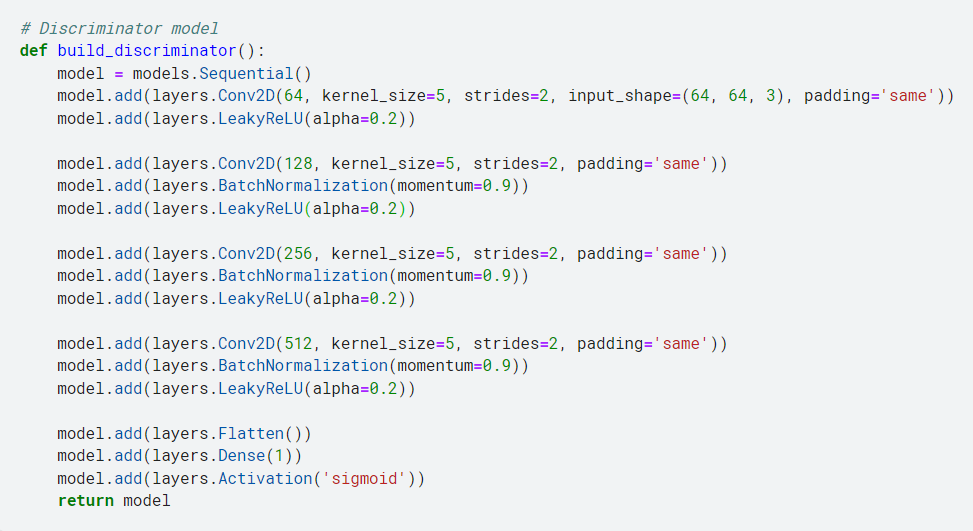 # Discriminator model
def build_discriminator():
    model = models.Sequential()
    model.add(layers.Conv2D(64, kernel_size=5, strides=2, input_shape=(64, 64, 3), padding='same'))
    model.add(layers.LeakyReLU(alpha=0.2))

    model.add(layers.Conv2D(128, kernel_size=5, strides=2, padding='same'))
    model.add(layers.BatchNormalization(momentum=0.9))
    model.add(layers.LeakyReLU(alpha=0.2))

    model.add(layers.Conv2D(256, kernel_size=5, strides=2, padding='same'))
    model.add(layers.BatchNormalization(momentum=0.9))
    model.add(layers.LeakyReLU(alpha=0.2))

    model.add(layers.Conv2D(512, kernel_size=5, strides=2, padding='same'))
    model.add(layers.BatchNormalization(momentum=0.9))
    model.add(layers.LeakyReLU(alpha=0.2))

    model.add(layers.Flatten())
    model.add(layers.Dense(1))
    model.add(layers.Activation('sigmoid'))
    return model